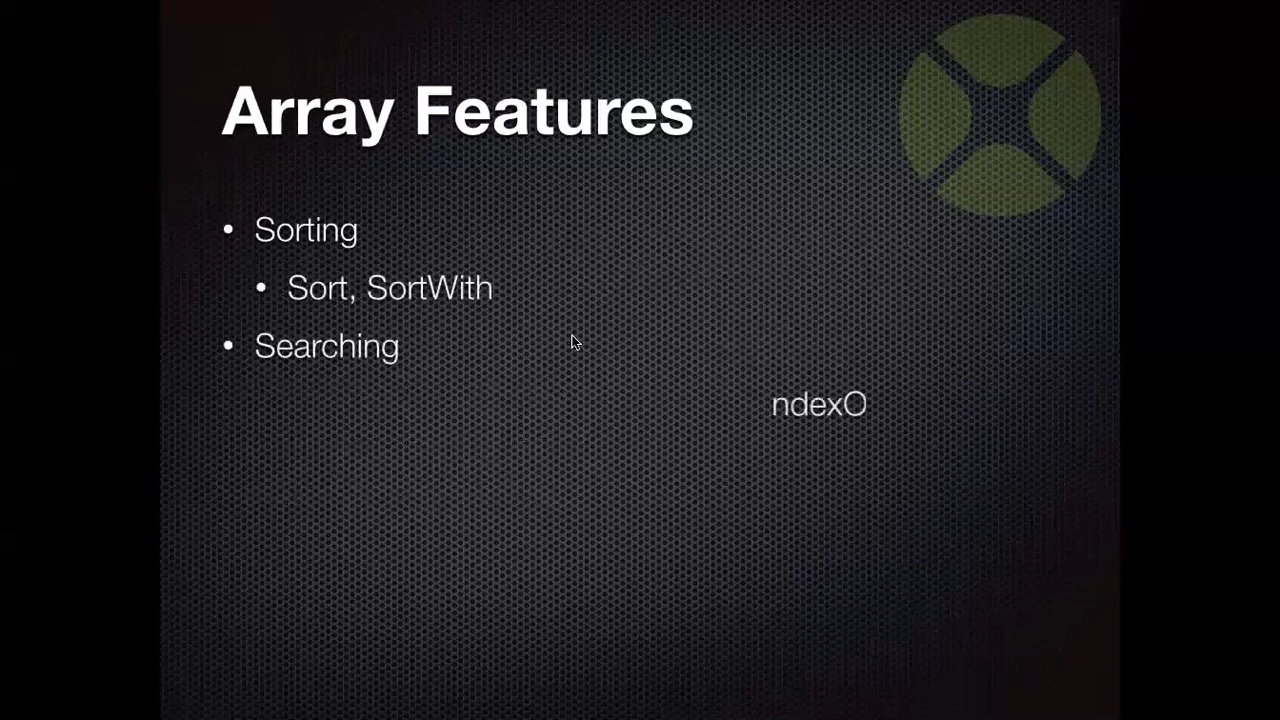 Array Features
• Sorting
• Sort, SortWith
• Searching
ndexO